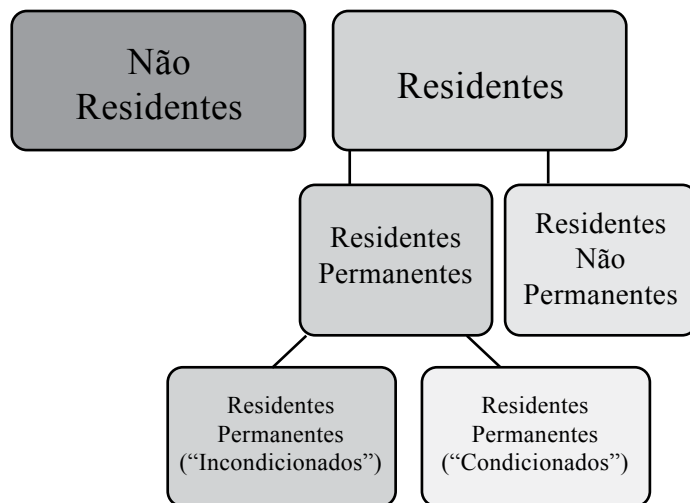 Não
Residentes
Residentes
Residentes
Permanentes
Residentes
Não
Permanentes
Residentes
Permanentes
(“Incondicionados”)
Residentes
Permanentes
(“Condicionados”)